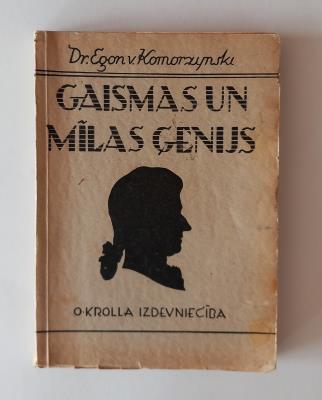 Dr. Egon v. Komorzynski
GAISMAS UN
MĪLAS ĢENIJS
O·KROLLA IZDEVNIECĪBA